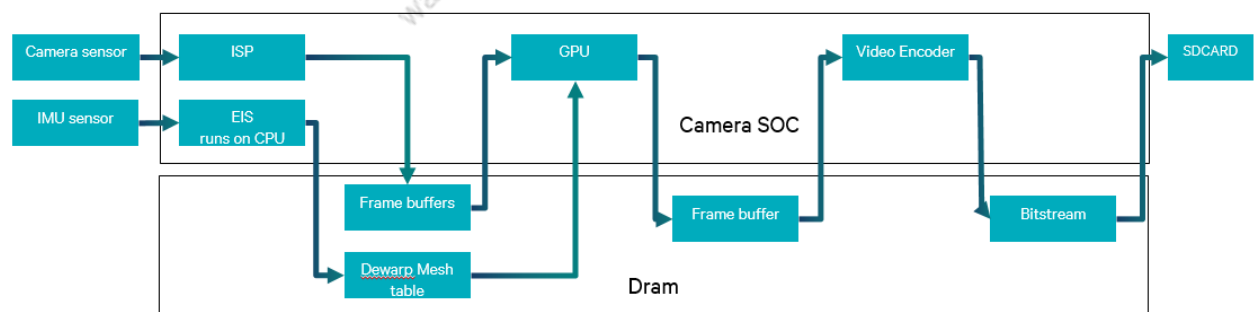 Camera sensor
ISP
GPU
Video Encoder
SDCARD
IMU sensor
EIS
runs on CPU
Camera SOC
Frame buffers
Frame buffer
Bitstream
Dewarp Mesh
table
Dram